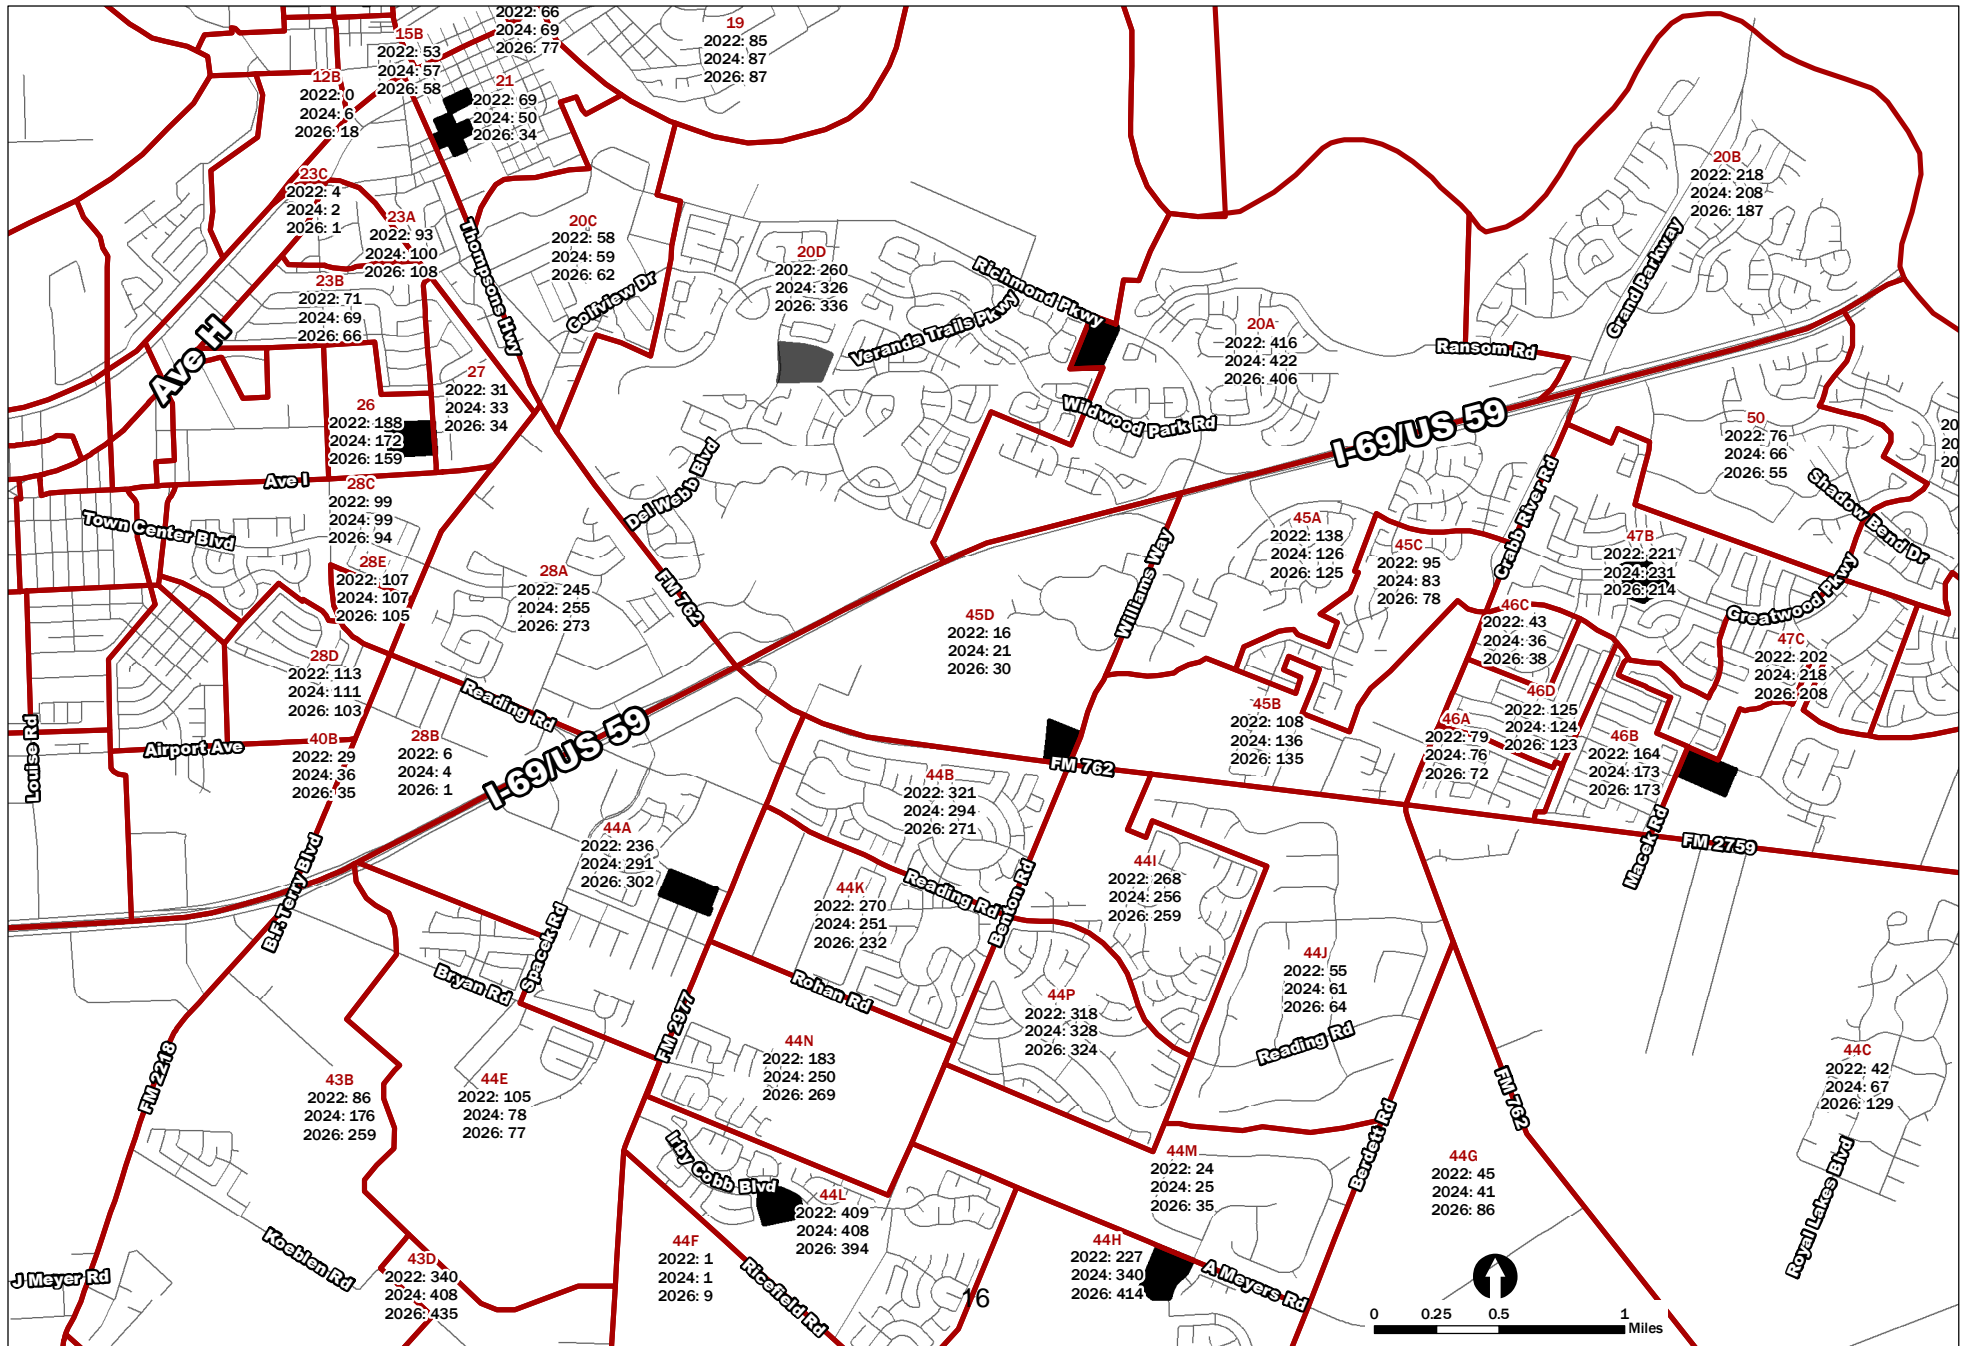 2022: 66
2024: 69
2026: 77
19
2022: 85
2024: 87
2026: 87
15B
2022: 53
2024: 57
2026: 58
12B
2022: 0
2024: 6
2026: 18
21
2022: 69
2024: 50
2026: 34
20B
2022: 218
2024: 208
2026: 187
23C
2022: 4
2024: 2
2026: 1
23A
2022: 93
2024: 100
2026: 108
20C
2022: 58
2024: 59
2026: 62
20D
2022: 260
2024: 326
2026: 336
23B
2022: 71
2024: 69
2026: 66
Thompsons Hwy
Golfview Dr
Richmond Pkwy
Veranda Trails Pkwy
Grand Parkway
Ave H
20A
2022: 416
2024: 422
2026: 406
Ransom Rd
27
2022: 31
2024: 33
2026: 34
26
2022: 188
2024: 172
2026: 159
Wildwood Park Rd
I-69/US 59
50
2022: 76
2024: 66
2026: 55
20
20
20
Ave I
28C
2022: 99
2024: 99
2026: 94
Town Center Blvd
Del Webb Blvd
Crabb River Rd
Shadow Bend Dr
45A
2022: 138
2024: 126
2026: 125
45C
2022: 95
2024: 83
2026: 78
47B
2022: 221
2024: 231
2026: 214
28E
2022: 107
2024: 107
2026: 105
28A
2022: 245
2024: 255
2026: 273
FM 762
Williams Way
Greatwood Pkwy
45D
2022: 16
2024: 21
2026: 30
46C
2022: 43
2024: 36
2026: 38
47C
2022: 202
2024: 218
2026: 208
28D
2022: 113
2024: 111
2026: 103
Reading Rd
46D
2022: 125
2024: 124
2026: 123
45B
2022: 108
2024: 136
2026: 135
46A
2022: 79
2024: 76
2026: 72
46B
2022: 164
2024: 173
2026: 173
Louise Rd
Airport Ave
40B
2022: 29
2024: 36
2026: 35
28B
2022: 6
2024: 4
2026: 1
I-69/US 59
FM 762
44B
2022: 321
2024: 294
2026: 271
44A
2022: 236
2024: 291
2026: 302
Macek Rd
FM 2759
B.F. Terry Blvd
44K
2022: 270
2024: 251
2026: 232
Reading Rd
Benton Rd
44I
2022: 268
2024: 256
2026: 259
Spacek Rd
Bryan Rd
44J
2022: 55
2024: 61
2026: 64
Rohan Rd
44P
2022: 318
2024: 328
2026: 324
FM 2977
Reading Rd
44N
2022: 183
2024: 250
2026: 269
44C
2022: 42
2024: 67
2026: 129
FM 2218
43B
2022: 86
2024: 176
2026: 259
44E
2022: 105
2024: 78
2026: 77
FM 762
Berdett Rd
Irby Cobb Blvd
44M
2022: 24
2024: 25
2026: 35
44G
2022: 45
2024: 41
2026: 86
Royal Lakes Blvd
44L
2022: 409
2024: 408
2026: 394
Koeblen Rd
44F
2022: 1
2024: 1
2026: 9
Ricefield Rd
44H
2022: 227
2024: 340
2026: 414
A Meyers Rd
J Meyer Rd
43D
2022: 340
2024: 408
2026: 435
16
0 0.25 0.5 1
Miles